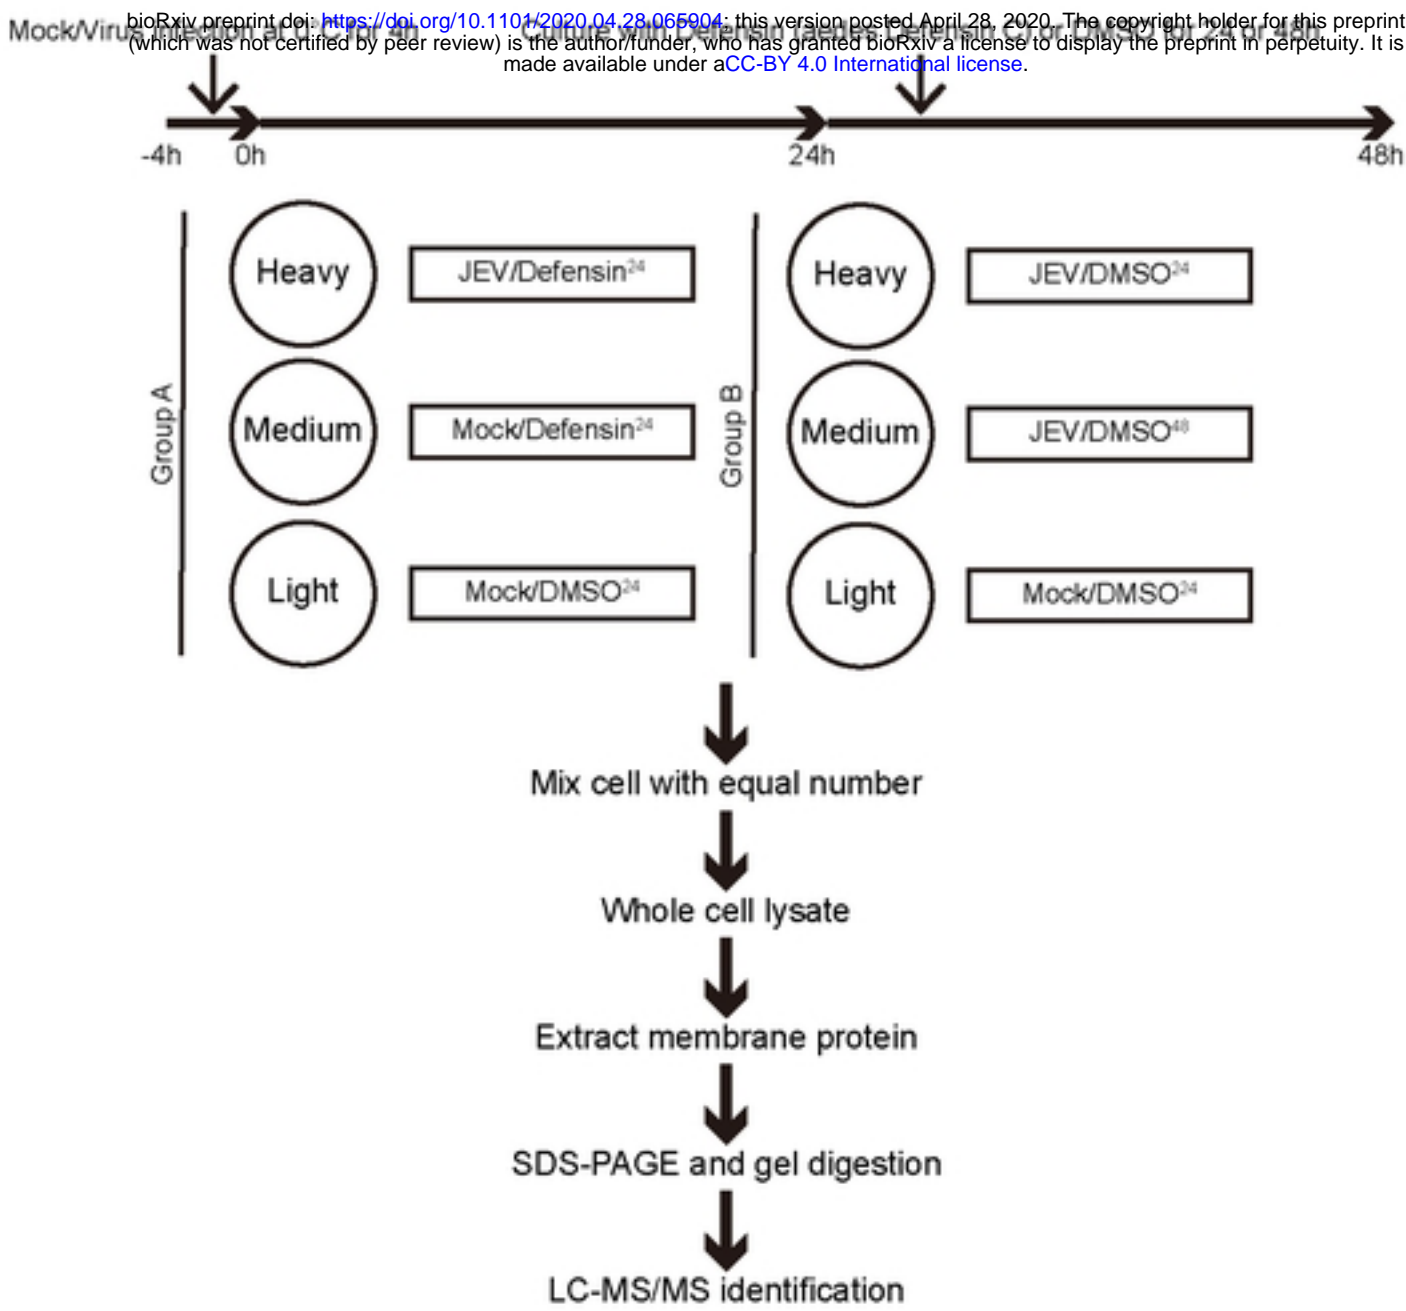 bioRxiv preprint doi: https://doi.org/10.1101/2020.04.28.065904; this version posted April 28, 2020. The copyright holder for this preprint
(which was not certified by peer review) is the author/funder, who has granted bioRxiv a license to display the preprint in perpetuity. It is
made available under aCC-BY 4.0 International license.
Mock/Virus
-4h 0h 24h 48h
Group A
Heavy JEV/Defensin²⁴
Medium Mock/Defensin²⁴
Light Mock/DMSO²⁴
Group B
Heavy JEV/DMSO²⁴
Medium JEV/DMSO⁴⁸
Light Mock/DMSO²⁴
Mix cell with equal number
Whole cell lysate
Extract membrane protein
SDS-PAGE and gel digestion
LC-MS/MS identification